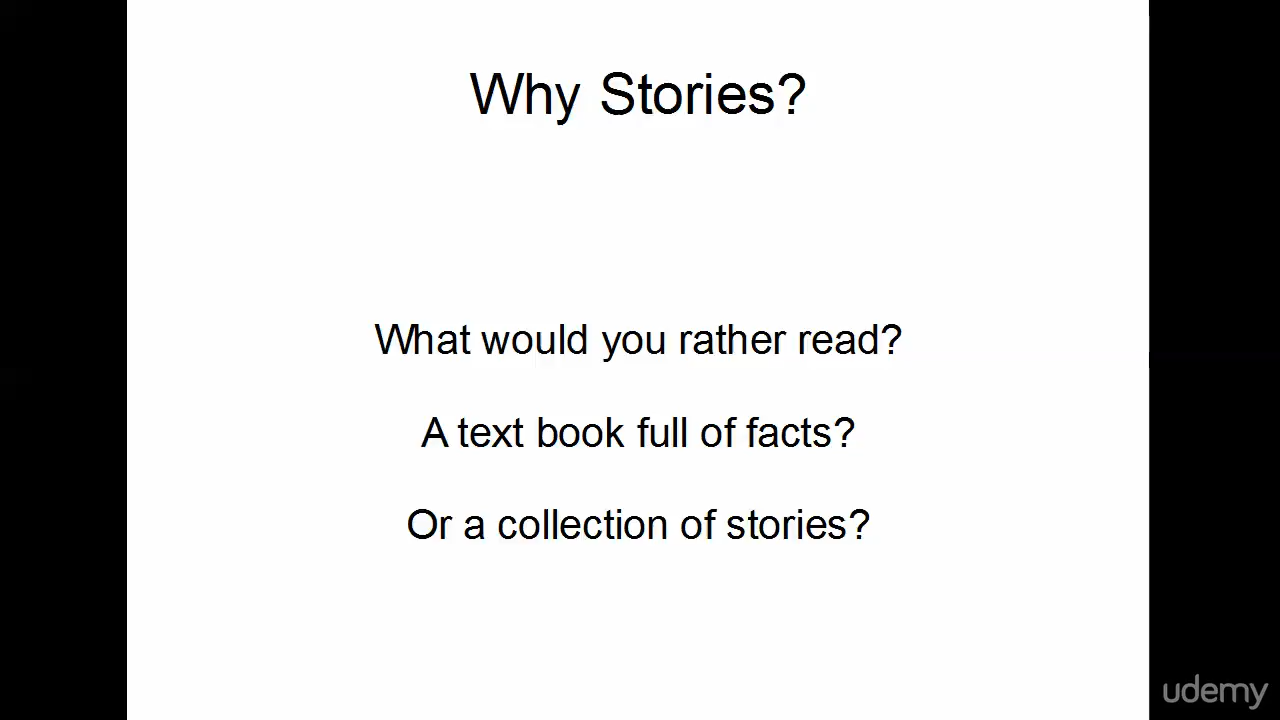 Why Stories?
What would you rather read?
A text book full of facts?
Or a collection of stories?
udemy